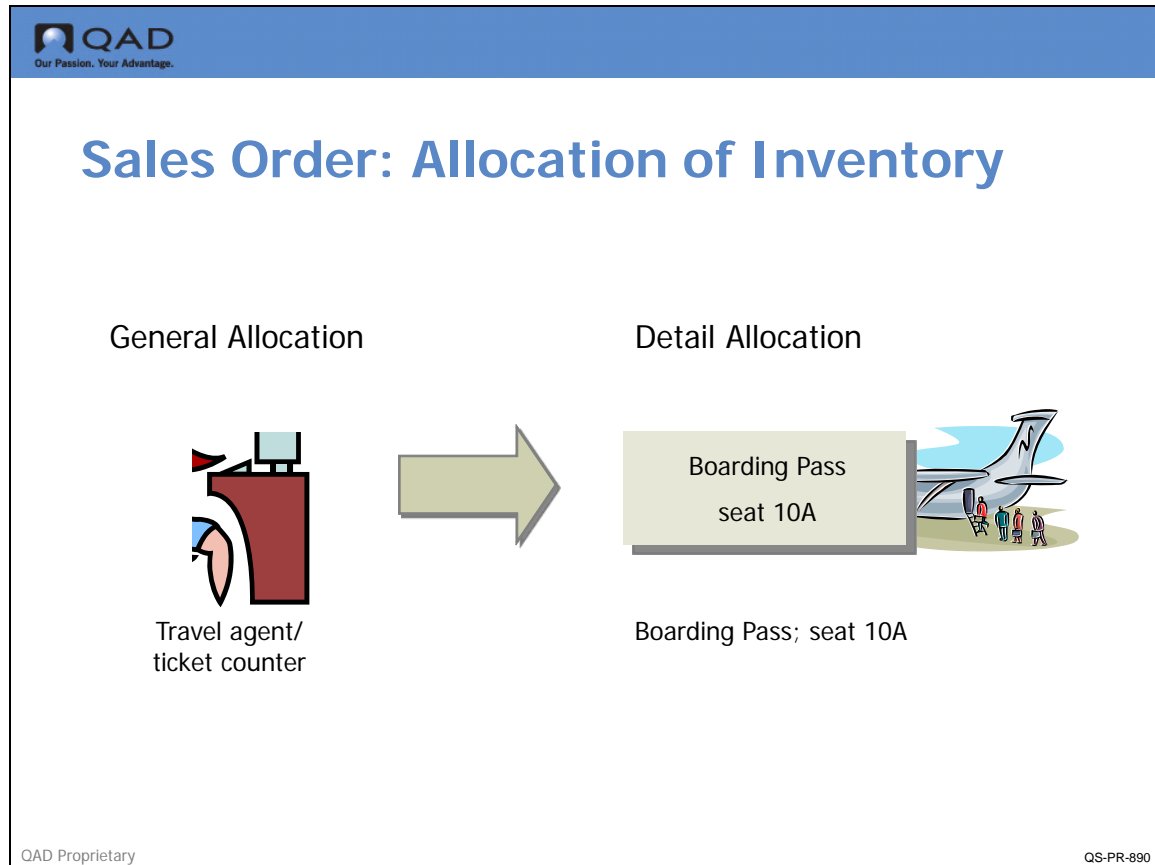 QAD
Our Passion. Your Advantage.
Sales Order: Allocation of Inventory
General Allocation
Detail Allocation
Boarding Pass
seat 10A
Travel agent/
ticket counter
Boarding Pass; seat 10A
QAD Proprietary
QS-PR-890